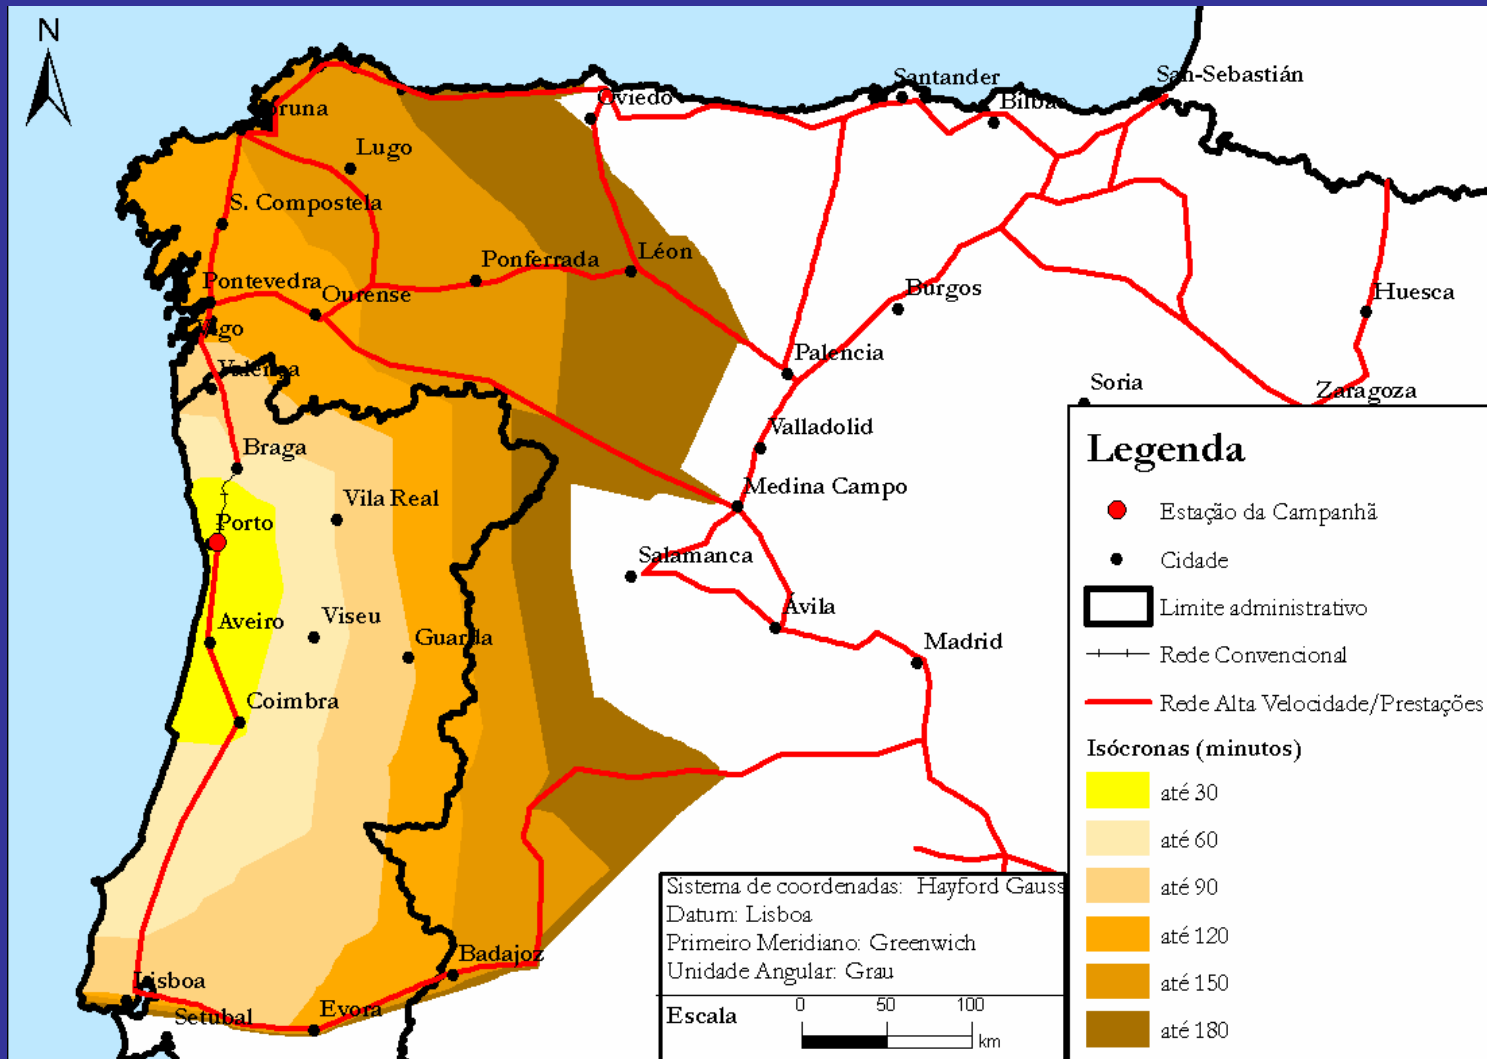 N
Santander
San-Sebastián
Oviedo
Bilbao
Coruna
Lugo
S. Compostela
Ponferrada
Léon
Pontevedra
Ourense
Burgos
Huesca
Vigo
Valença
Palencia
Soria
Zaragoza
Valladolid
Braga
Medina Campo
Vila Real
Porto
Salamanca
Aveiro
Viseu
Guarda
Ávila
Madrid
Coimbra
Badajoz
Lisboa
Evora
Setubal
Legenda
Estação da Campanhã
Cidade
Limite administrativo
Rede Convencional
Rede Alta Velocidade/Prestações
Isócronas (minutos)
até 30
até 60
até 90
até 120
até 150
até 180
Sistema de coordenadas: Hayford Gauss
Datum: Lisboa
Primeiro Meridiano: Greenwich
Unidade Angular: Grau
Escala
0 50 100
km